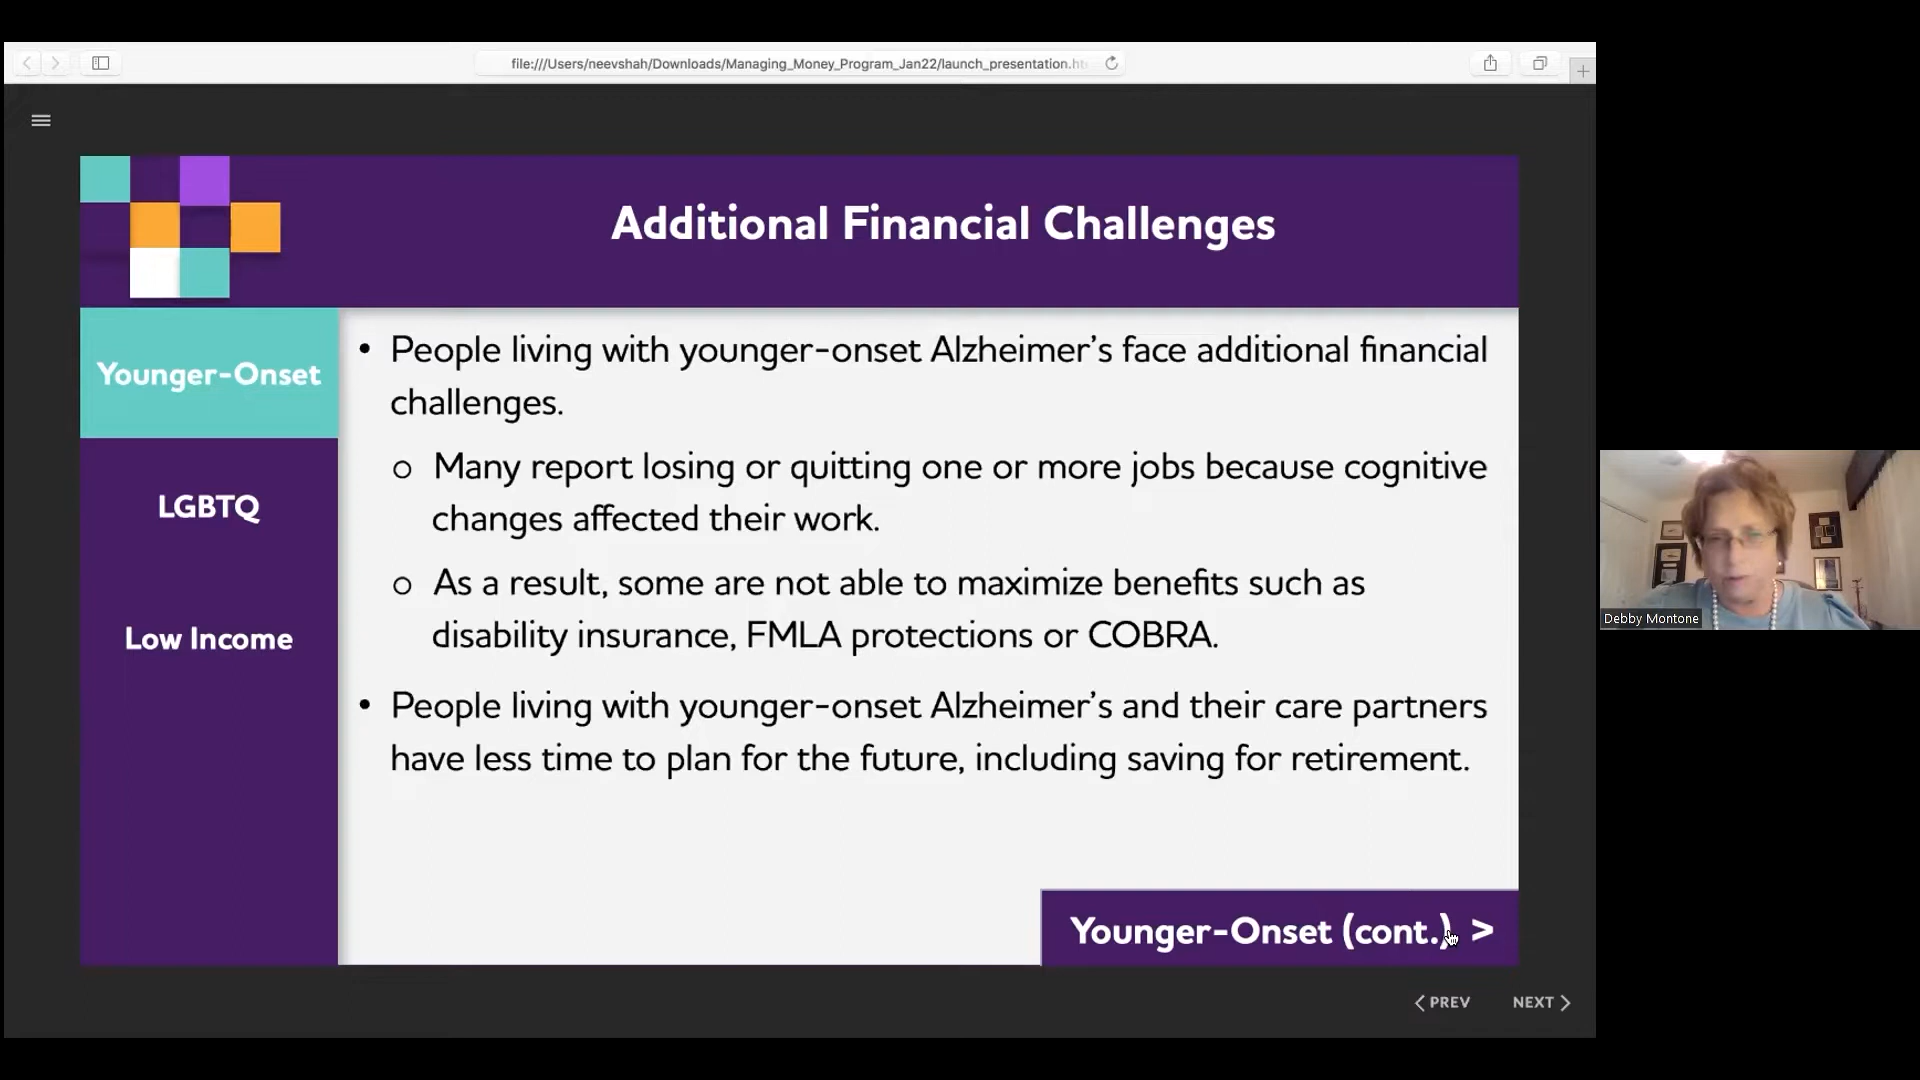 file:///Users/neevshah/Downloads/Managing_Money_Program_Jan22/launch_presentation.ht
Additional Financial Challenges
Younger-Onset
LGBTQ
Low Income
• People living with younger-onset Alzheimer’s face additional financial
challenges.
o Many report losing or quitting one or more jobs because cognitive
changes affected their work.
o As a result, some are not able to maximize benefits such as
disability insurance, FMLA protections or COBRA.
• People living with younger-onset Alzheimer’s and their care partners
have less time to plan for the future, including saving for retirement.
Younger-Onset (cont.) >
< PREV
NEXT >
Debby Montone